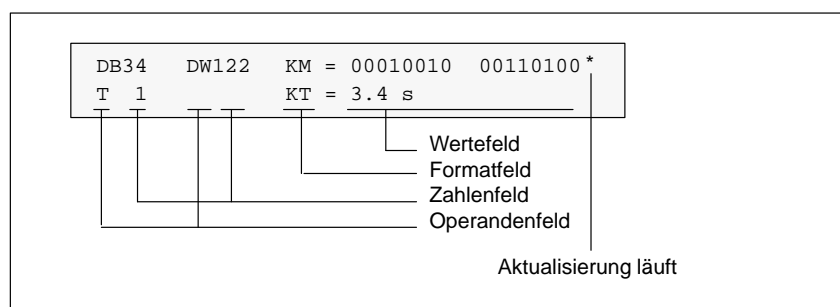 DB34 DW122 KM = 00010010 00110100 *
T 1 KT = 3.4 s
Wertefeld
Formatfeld
Zahlenfeld
Operandenfeld
Aktualisierung läuft